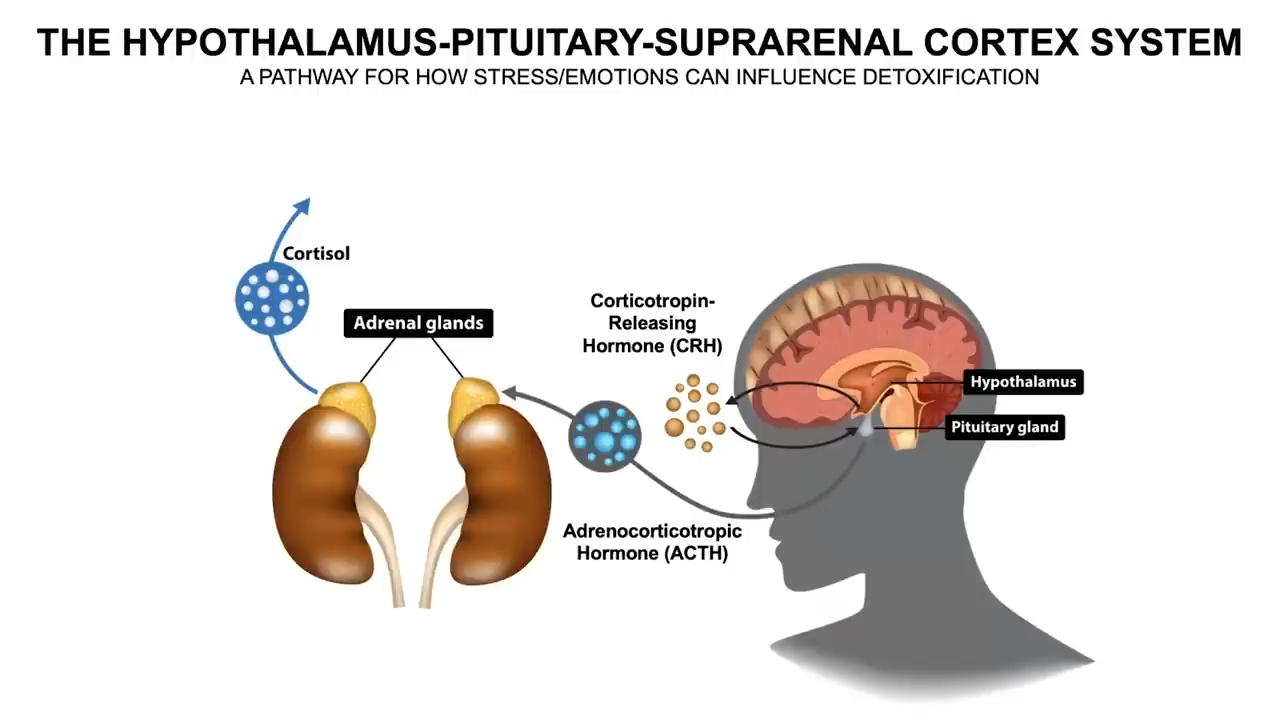 THE HYPOTHALAMUS-PITUITARY-SUPRARENAL CORTEX SYSTEM
A PATHWAY FOR HOW STRESS/EMOTIONS CAN INFLUENCE DETOXIFICATION
Cortisol
Adrenal glands
Corticotropin-
Releasing
Hormone (CRH)
Hypothalamus
Pituitary gland
Adrenocorticotropic
Hormone (ACTH)